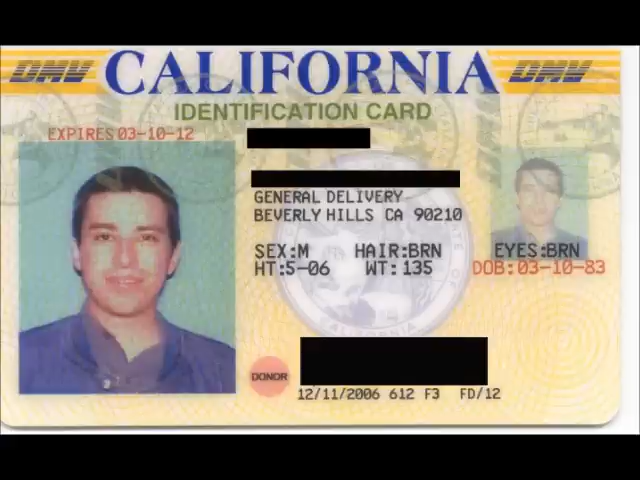 DMV CALIFORNIA DMV
IDENTIFICATION CARD
EXPIRES 03-10-12
GENERAL DELIVERY
BEVERLY HILLS CA 90210
SEX:M HAIR:BRN EYES:BRN
HT:5-06 WT:135 DOB:03-10-83
DONOR
12/11/2006 612 F3 FD/12